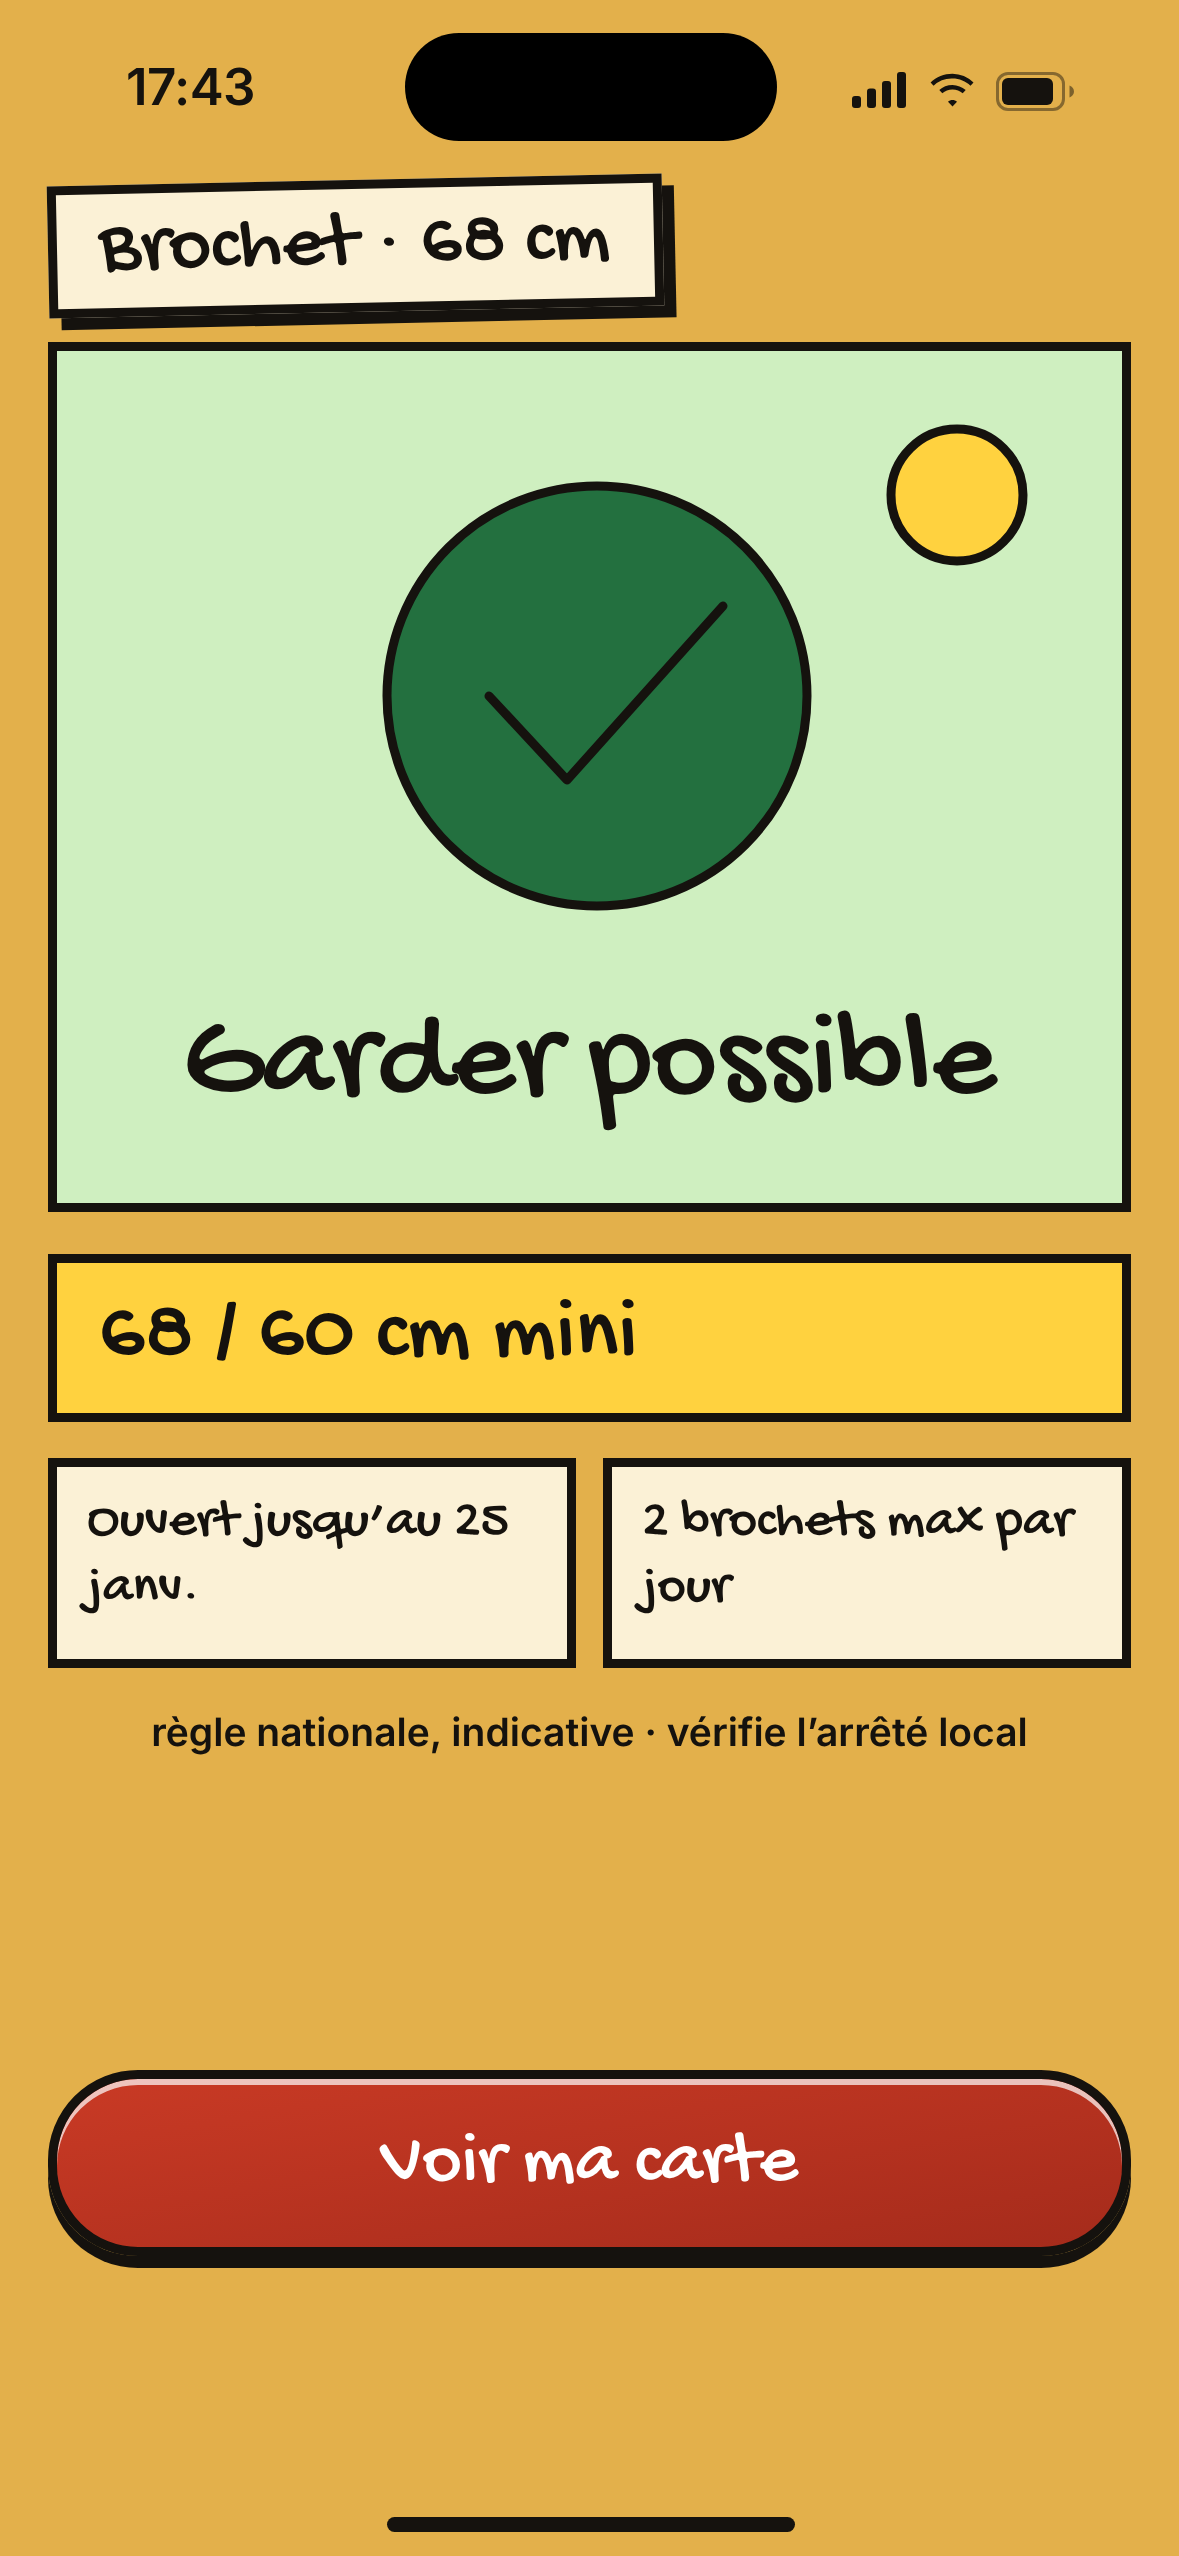 17:43
Brochet · 68 cm
Garder possible
68 / 60 cm mini
Ouvert jusqu’au 25
janv.
2 brochets max par
jour
règle nationale, indicative · vérifie l’arrêté local
Voir ma carte